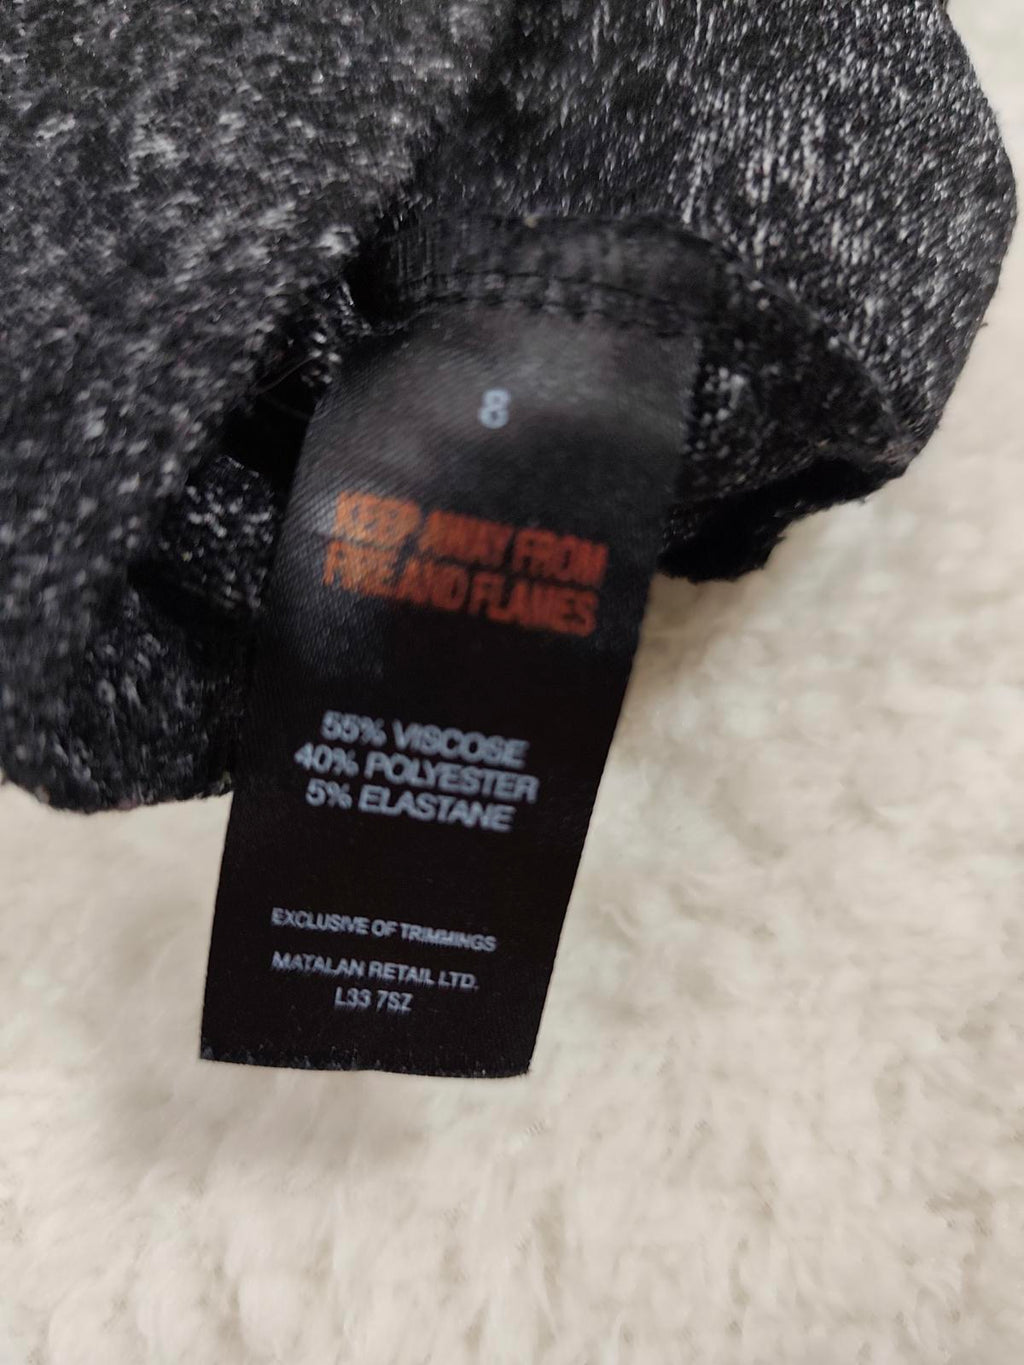 8
KEEP AWAY FROM
FIRE AND FLAMES
55% VISCOSE
40% POLYESTER
5% ELASTANE
EXCLUSIVE OF TRIMMINGS
MATALAN RETAIL LTD.
L33 7SZ